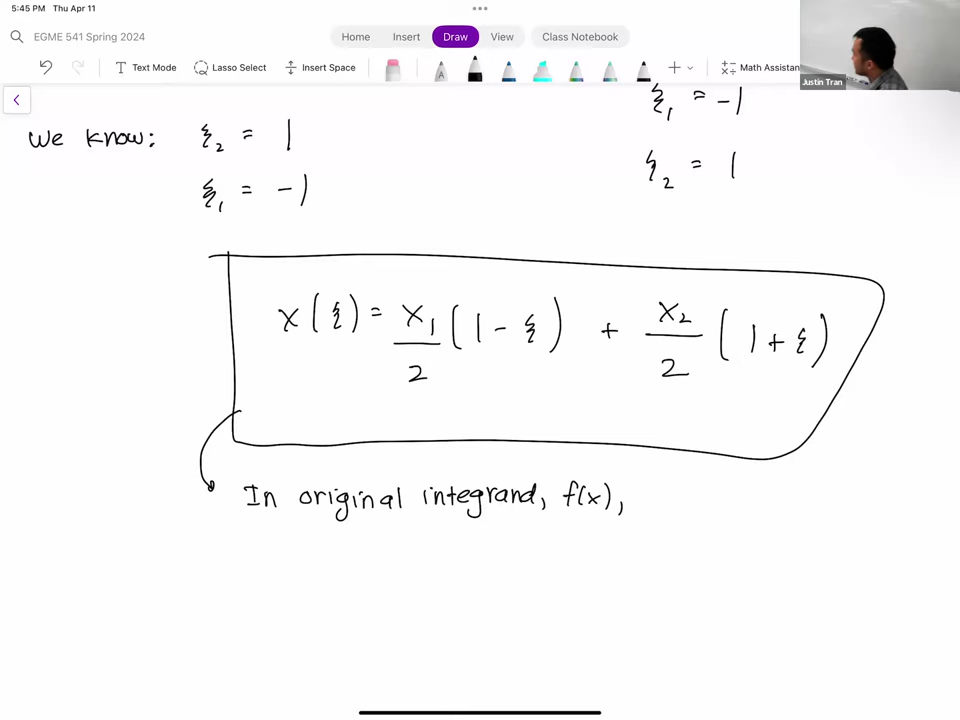 5:45 PM Thu Apr 11
EGME 541 Spring 2024
Home Insert Draw View Class Notebook
Text Mode Lasso Select Insert Space Math Assistan
Justin Tran
ξ₁ = -1
We know: ξ₂ = 1
ξ₂ = 1
ξ₁ = -1
x(ξ) = x₁/2 (1 - ξ) + x₂/2 (1 + ξ)
In original integrand, f(x),